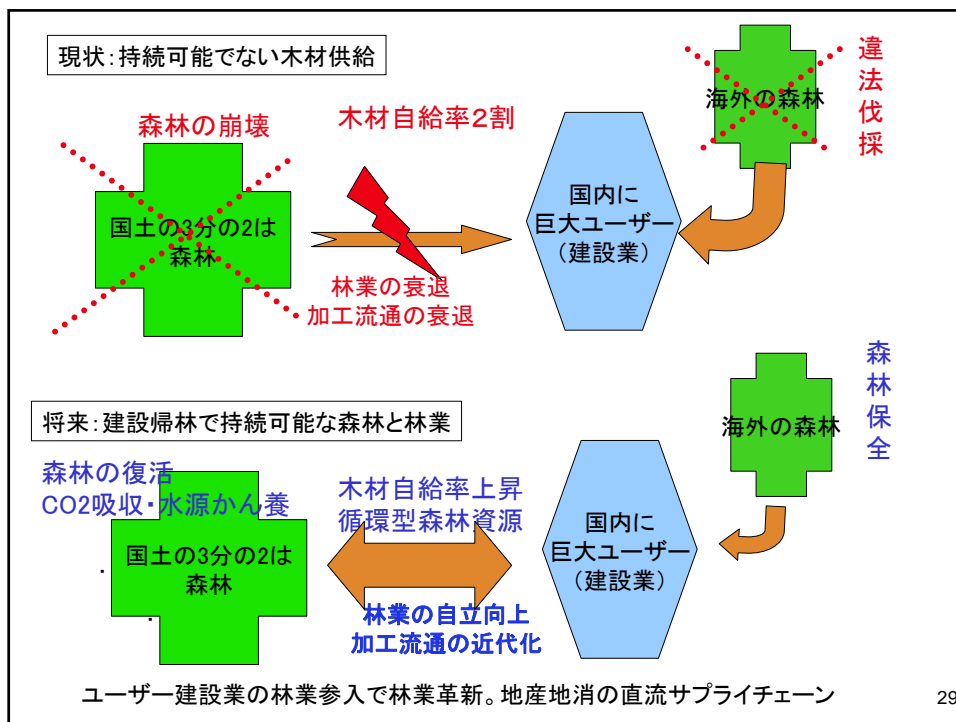 現状：持続可能でない木材供給
違法伐採
海外の森林
森林の崩壊
木材自給率２割
国土の3分の2は
森林
国内に
巨大ユーザー
（建設業）
林業の衰退
加工流通の衰退
森林保全
将来：建設帰林で持続可能な森林と林業
海外の森林
森林の復活
CO2吸収・水源かん養
木材自給率上昇
循環型森林資源
国土の3分の2は
森林
国内に
巨大ユーザー
（建設業）
林業の自立向上
加工流通の近代化
ユーザー建設業の林業参入で林業革新。地産地消の直流サプライチェーン
29